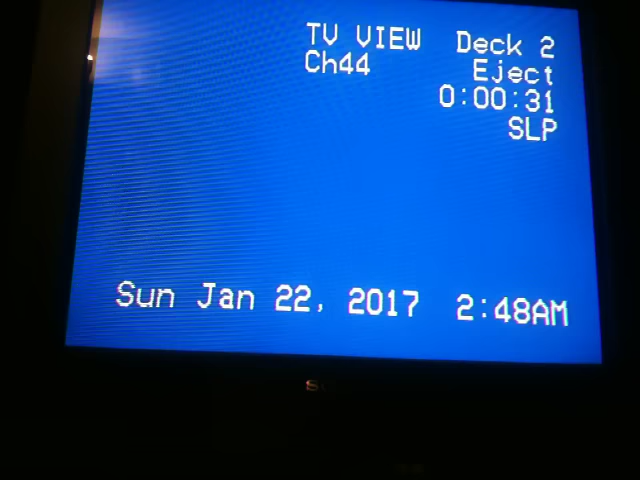 TV VIEW Deck 2
Ch44 Eject
0:00:31
SLP
Sun Jan 22, 2017 2:48AM